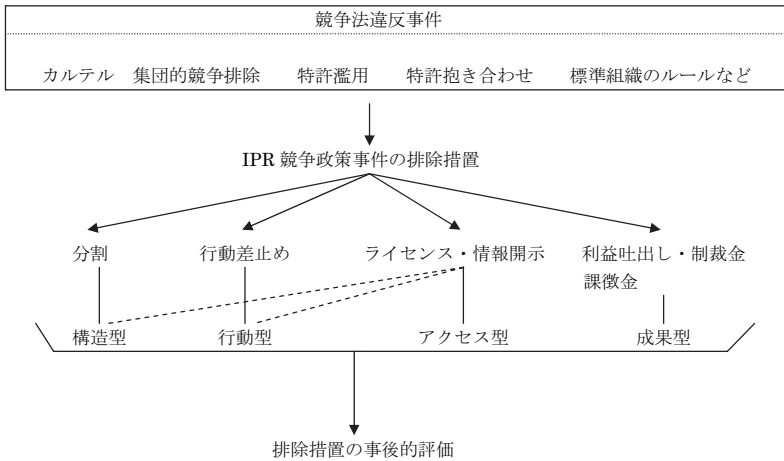 競争法違反事件
カルテル 集団的競争排除 特許濫用 特許抱き合わせ 標準組織のルールなど
IPR 競争政策事件の排除措置
分割 行動差止め ライセンス・情報開示 利益吐出し・制裁金
課徴金
構造型 行動型 アクセス型 成果型
排除措置の事後的評価